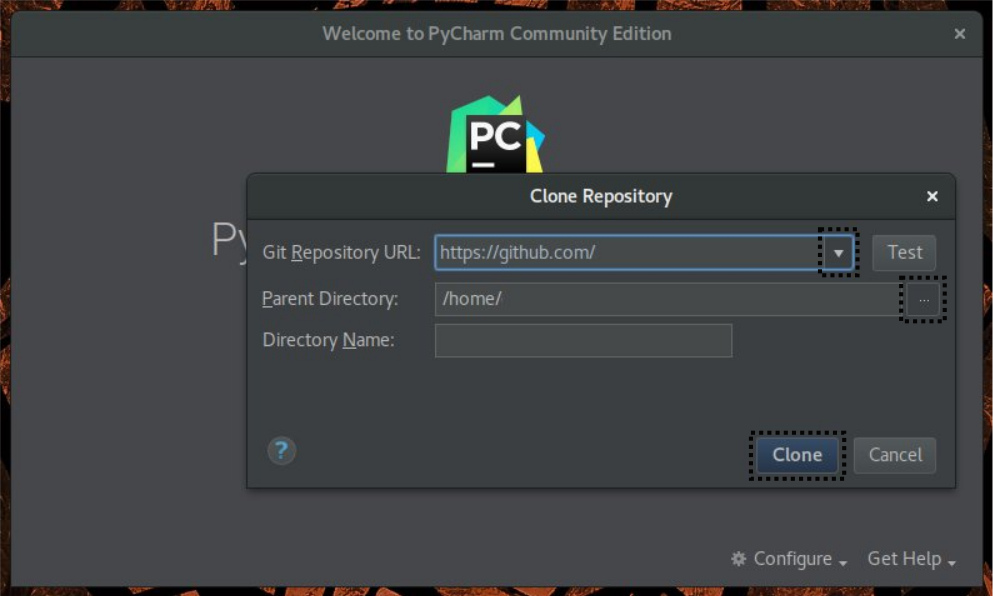 Welcome to PyCharm Community Edition ×
PC
Clone Repository ×
Py
Git Repository URL: https://github.com/ ▼ Test
Parent Directory: /home/ ...
Directory Name:
? Clone Cancel
Configure Get Help